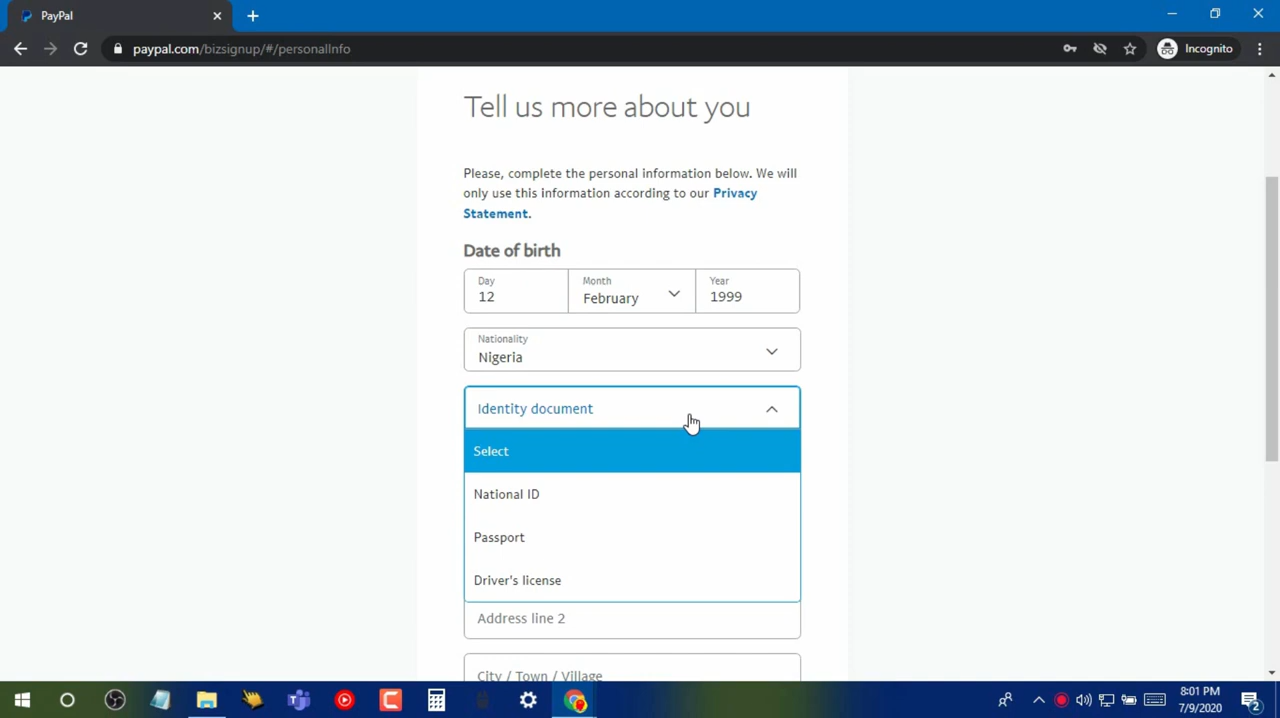 PayPal
paypal.com/bizsignup/#/personalInfo
Incognito
Tell us more about you
Please, complete the personal information below. We will
only use this information according to our Privacy
Statement.
Date of birth
Day
12
Month
February
Year
1999
Nationality
Nigeria
Identity document
Select
National ID
Passport
Driver's license
Address line 2
City / Town / Village
8:01 PM
7/9/2020
2